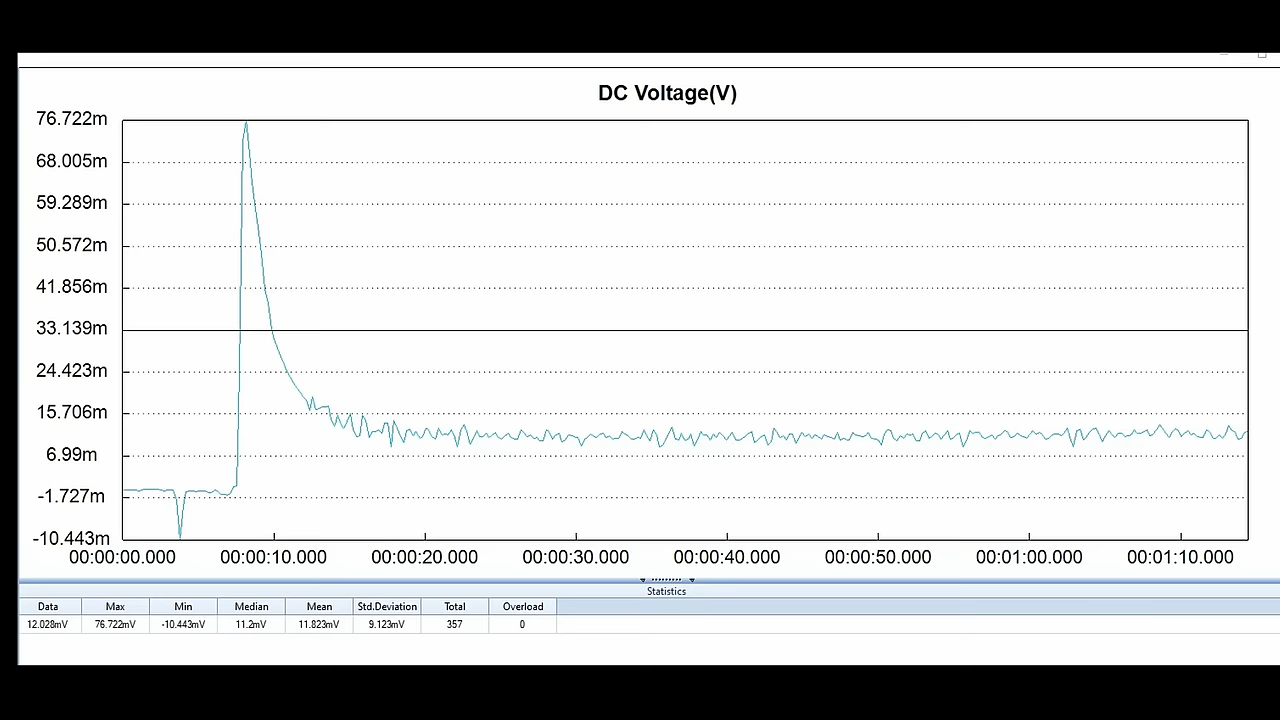 DC Voltage(V)
76.722m
68.005m
59.289m
50.572m
41.856m
33.139m
24.423m
15.706m
6.99m
-1.727m
-10.443m
00:00:00.000 00:00:10.000 00:00:20.000 00:00:30.000 00:00:40.000 00:00:50.000 00:01:00.000 00:01:10.000
Statistics
Data Max Min Median Mean Std.Deviation Total Overload
12.028mV 76.722mV -10.443mV 11.2mV 11.823mV 9.123mV 357 0